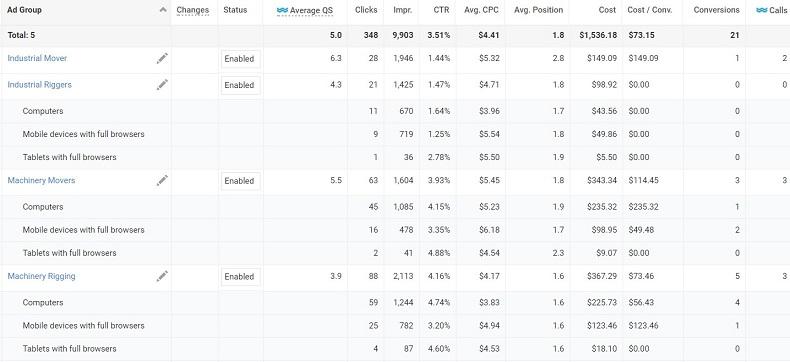 Ad Group Changes Status Average QS Clicks Impr. CTR Avg. CPC Avg. Position Cost Cost / Conv. Conversions Calls
Total: 5 5.0 348 9,903 3.51% $4.41 1.8 $1,536.18 $73.15 21
Industrial Mover Enabled 6.3 28 1,946 1.44% $5.32 2.8 $149.09 $149.09 1 2
Industrial Riggers Enabled 4.3 21 1,425 1.47% $4.71 1.8 $98.92 $0.00 0 0
Computers 11 670 1.64% $3.96 1.7 $43.56 $0.00 0
Mobile devices with full browsers 9 719 1.25% $5.54 1.8 $49.86 $0.00 0
Tablets with full browsers 1 36 2.78% $5.50 1.9 $5.50 $0.00 0
Machinery Movers Enabled 5.5 63 1,604 3.93% $5.45 1.8 $343.34 $114.45 3 3
Computers 45 1,085 4.15% $5.23 1.9 $235.32 $235.32 1
Mobile devices with full browsers 16 478 3.35% $6.18 1.7 $98.95 $49.48 2
Tablets with full browsers 2 41 4.88% $4.54 2.3 $9.07 $0.00 0
Machinery Rigging Enabled 3.9 88 2,113 4.16% $4.17 1.6 $367.29 $73.46 5 3
Computers 59 1,244 4.74% $3.83 1.6 $225.73 $56.43 4
Mobile devices with full browsers 25 782 3.20% $4.94 1.6 $123.46 $123.46 1
Tablets with full browsers 4 87 4.60% $4.53 1.6 $18.10 $0.00 0